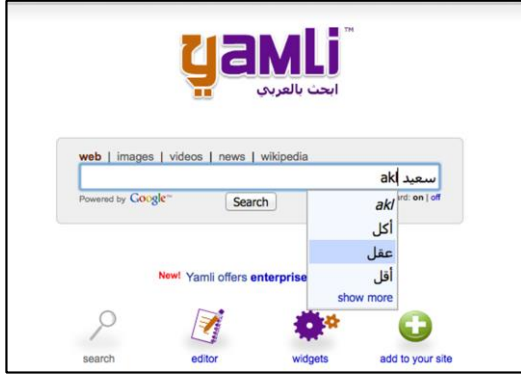 yamli™
ابحث بالعربي
web | images | videos | news | wikipedia
سعيد akl
Powered by Google™ Search rd: on | off
akl
أكل
عقل
أقل
show more
New! Yamli offers enterprise
search editor widgets add to your site